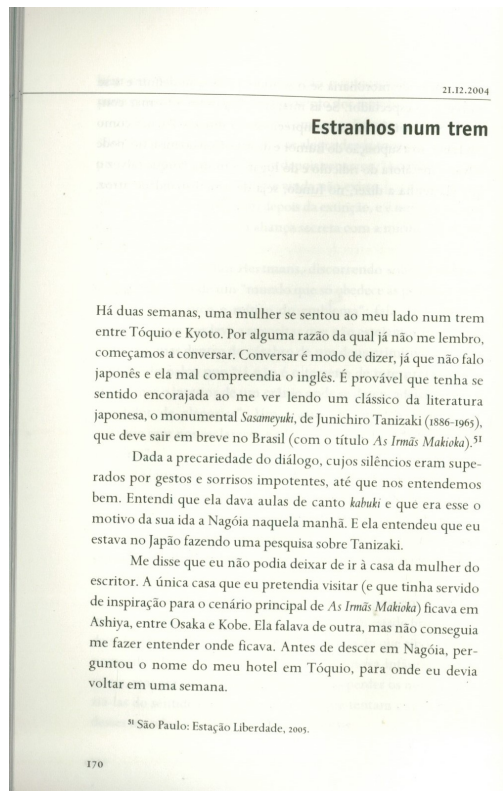 21.12.2004
Estranhos num trem
Há duas semanas, uma mulher se sentou ao meu lado num trem
entre Tóquio e Kyoto. Por alguma razão da qual já não me lembro,
começamos a conversar. Conversar é modo de dizer, já que não falo
japonês e ela mal compreendia o inglês. É provável que tenha se
sentido encorajada ao me ver lendo um clássico da literatura
japonesa, o monumental Sasameyuki, de Junichiro Tanizaki (1886-1965),
que deve sair em breve no Brasil (com o título As Irmãs Makioka).⁵¹
Dada a precariedade do diálogo, cujos silêncios eram supe-
rados por gestos e sorrisos impotentes, até que nos entendemos
bem. Entendi que ela dava aulas de canto kabuki e que era esse o
motivo da sua ida a Nagóia naquela manhã. E ela entendeu que eu
estava no Japão fazendo uma pesquisa sobre Tanizaki.
Me disse que eu não podia deixar de ir à casa da mulher do
escritor. A única casa que eu pretendia visitar (e que tinha servido
de inspiração para o cenário principal de As Irmãs Makioka) ficava em
Ashiya, entre Osaka e Kobe. Ela falava de outra, mas não conseguia
me fazer entender onde ficava. Antes de descer em Nagóia, per-
guntou o nome do meu hotel em Tóquio, para onde eu devia
voltar em uma semana.
⁵¹ São Paulo: Estação Liberdade, 2005.
170